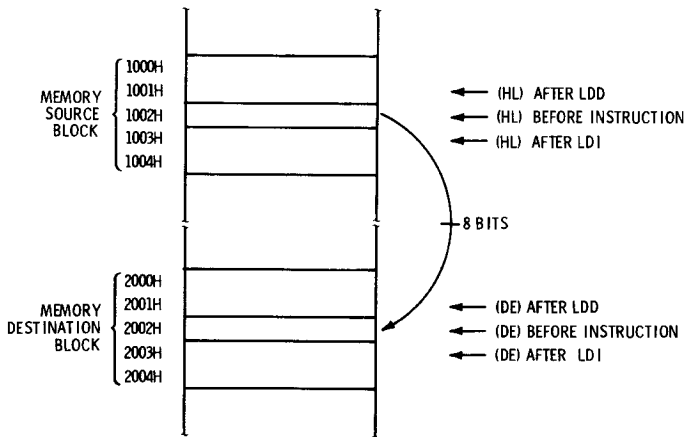 1000H
1001H
1002H
1003H
1004H
MEMORY
SOURCE
BLOCK
(HL) AFTER LDD
(HL) BEFORE INSTRUCTION
(HL) AFTER LDI
8 BITS
2000H
2001H
2002H
2003H
2004H
MEMORY
DESTINATION
BLOCK
(DE) AFTER LDD
(DE) BEFORE INSTRUCTION
(DE) AFTER LDI